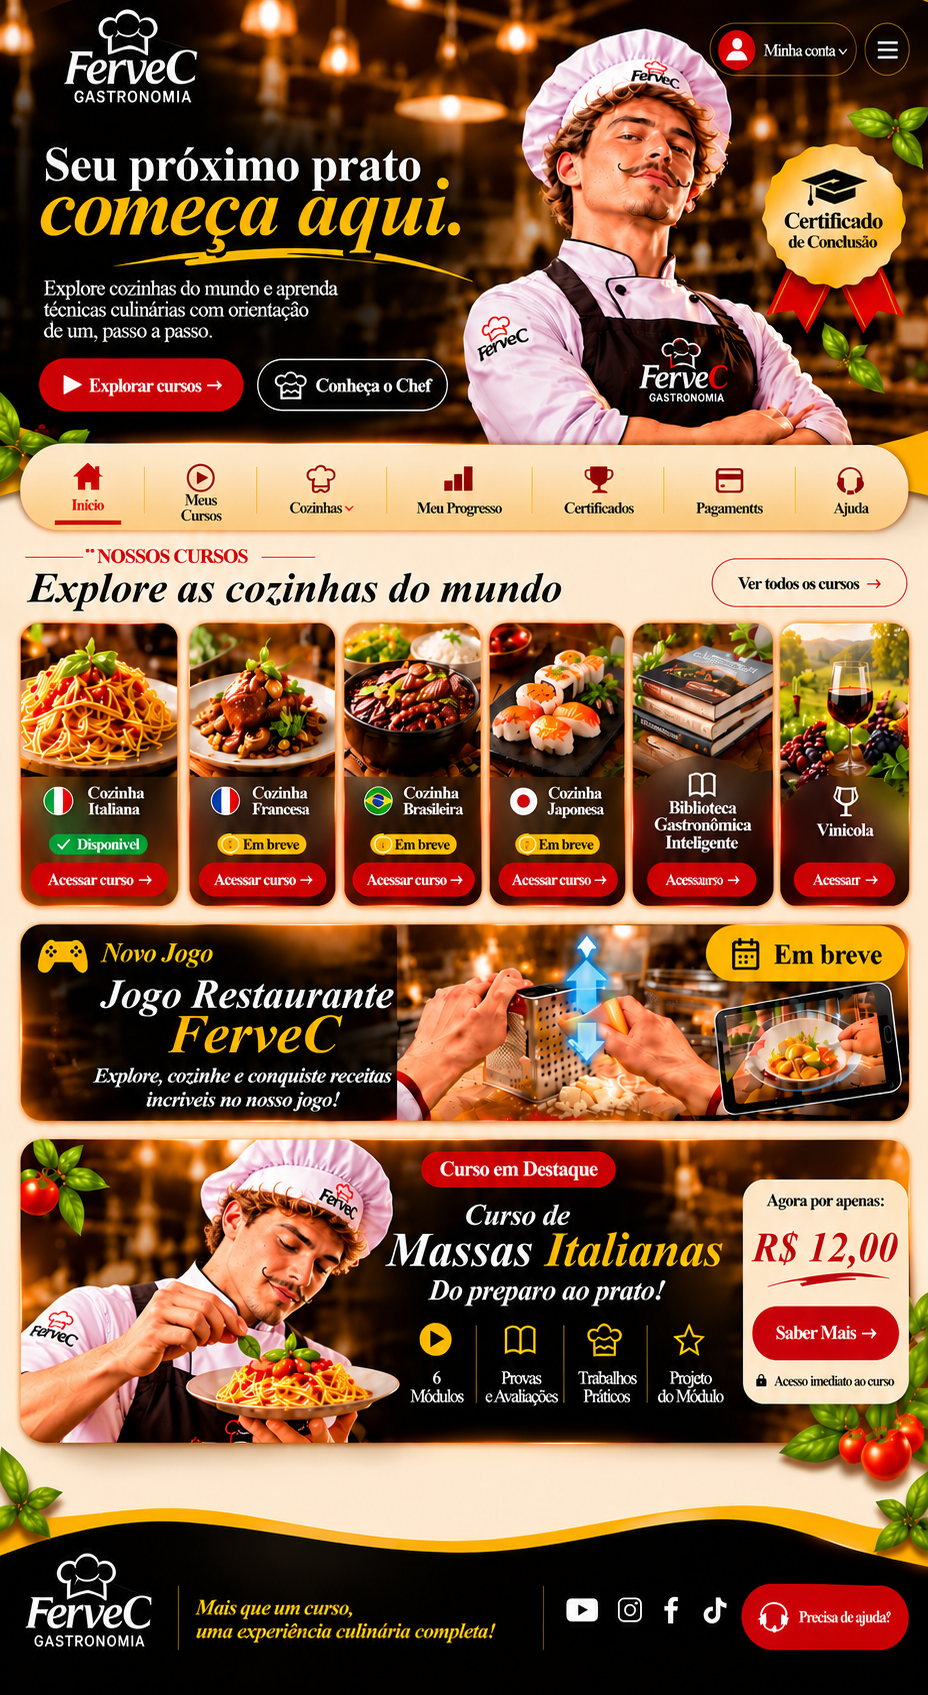 FerveC
GASTRONOMIA
Minha conta
FerveC
Seu próximo prato
começa aqui.
Certificado
de Conclusão
Explore cozinhas do mundo e aprenda
técnicas culinárias com orientação
de um, passo a passo.
FerveC
FerveC
GASTRONOMIA
Explorar cursos →
Conheça o Chef
Início
Meus
Cursos
Cozinhas
Meu Progresso
Certificados
Pagamentts
Ajuda
NOSSOS CURSOS
Explore as cozinhas do mundo
Ver todos os cursos →
Cozinha
Italiana
Disponivel
Acessar curso →
Cozinha
Francesa
Em breve
Acessar curso →
Cozinha
Brasileira
Em breve
Acessar curso →
Cozinha
Japonesa
Em breve
Acessar curso →
Biblioteca
Gastronômica
Inteligente
Vinicola
Novo Jogo
Jogo Restaurante
FerveC
Explore, cozinhe e conquiste receitas
incriveis no nosso jogo!
Em breve
FerveC
FerveC
Curso em Destaque
Curso de
Massas Italianas
Do preparo ao prato!
6
Módulos
Provas
e Avaliações
Trabalhos
Práticos
Projeto
do Módulo
Agora por apenas:
R$ 12,00
Saber Mais →
Acesso imediato ao curso
FerveC
GASTRONOMIA
Mais que um curso,
uma experiência culinária completa!
Precisa de ajuda?